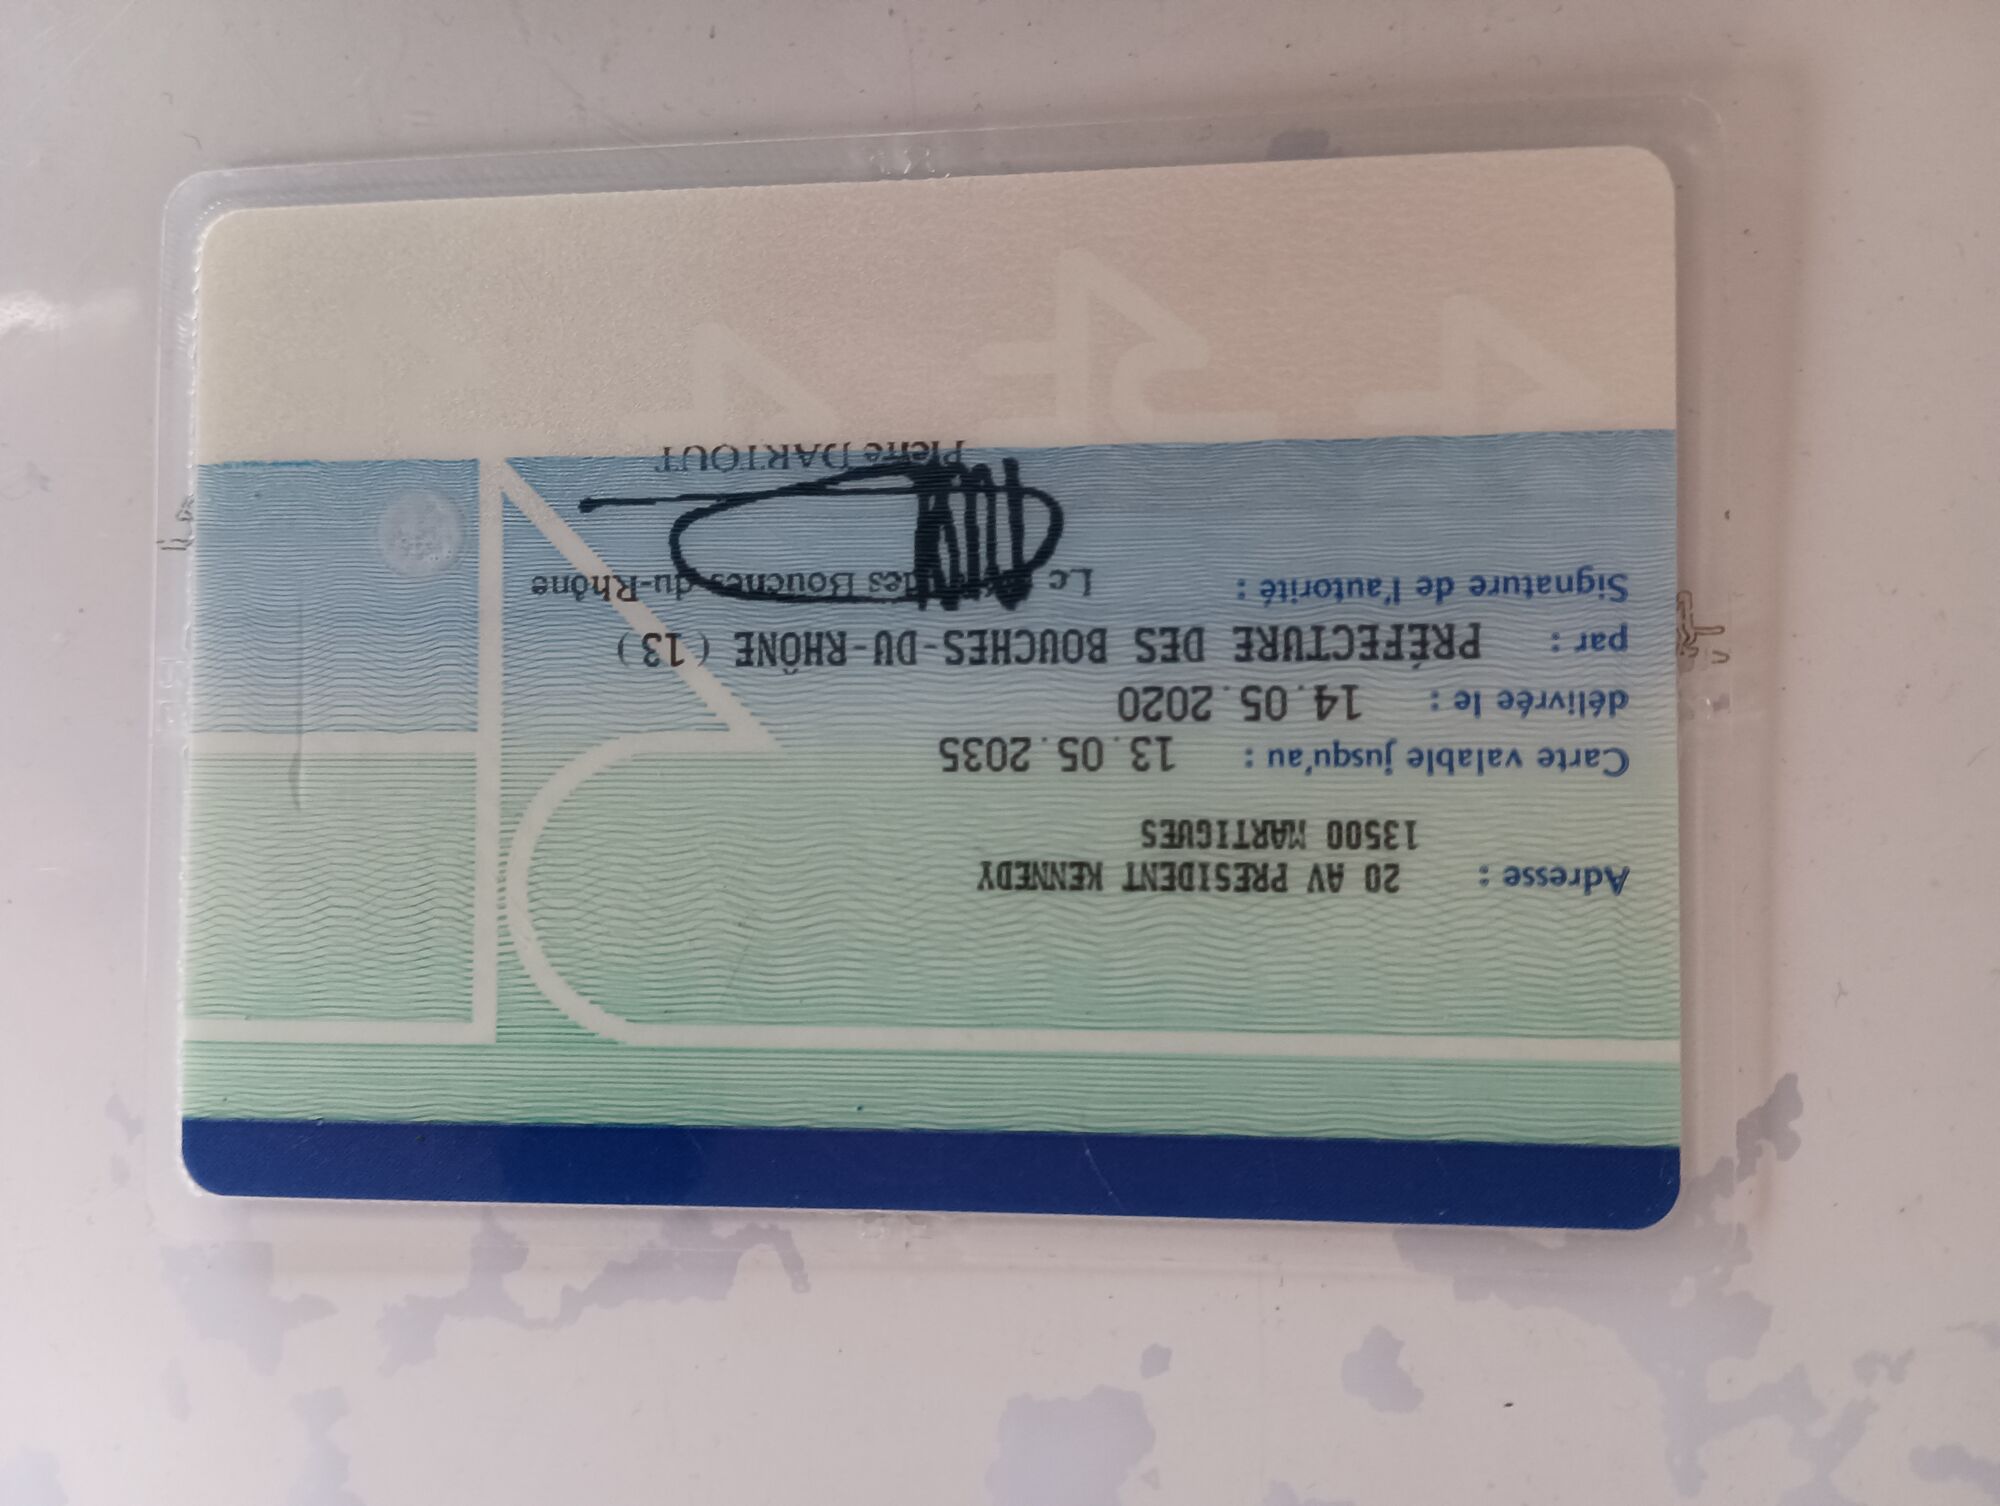 Adresse : 20 AV PRESIDENT KENNEDY
13500 MARTIGUES
Carte valable jusqu'au : 13.05.2035
délivrée le : 14.05.2020
par : PRÉFECTURE DES BOUCHES-DU-RHÔNE (13)
Signature de l'autorité : Le des Bouches-du-Rhône
Pierre DARTOUT